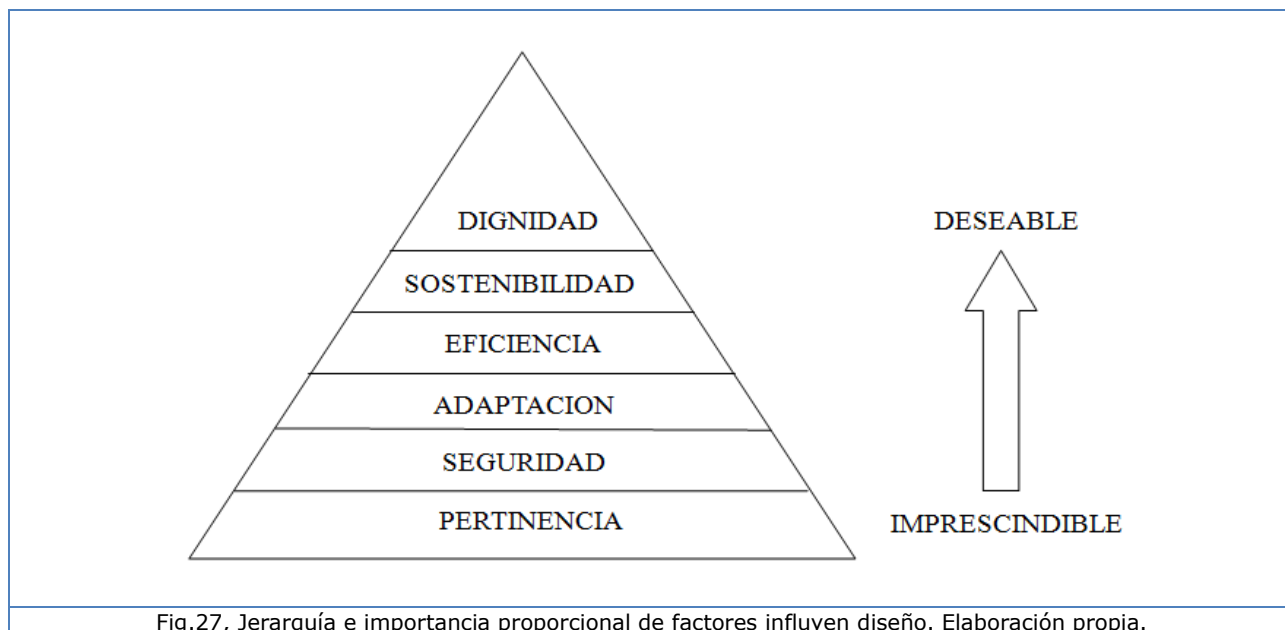 DIGNIDAD
SOSTENIBILIDAD
EFICIENCIA
ADAPTACION
SEGURIDAD
PERTINENCIA
DESEABLE
IMPRESCINDIBLE
Fig.27, Jerarquía e importancia proporcional de factores influyen diseño. Elaboración propia.